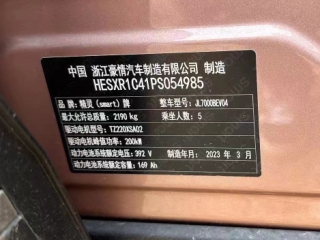 中国 浙江豪情汽车制造有限公司 制造
HESXR1C41PS054985
品牌：精灵（smart）牌 整车型号：JL7000BEV04
最大允许总质量：2190 kg 乘坐人数：5
驱动电机型号：TZ220XSA02
驱动电机峰值功率：200kW
动力电池系统额定电压：392 V 制造年月：2023 年 3 月
动力电池系统额定容量：169 Ah